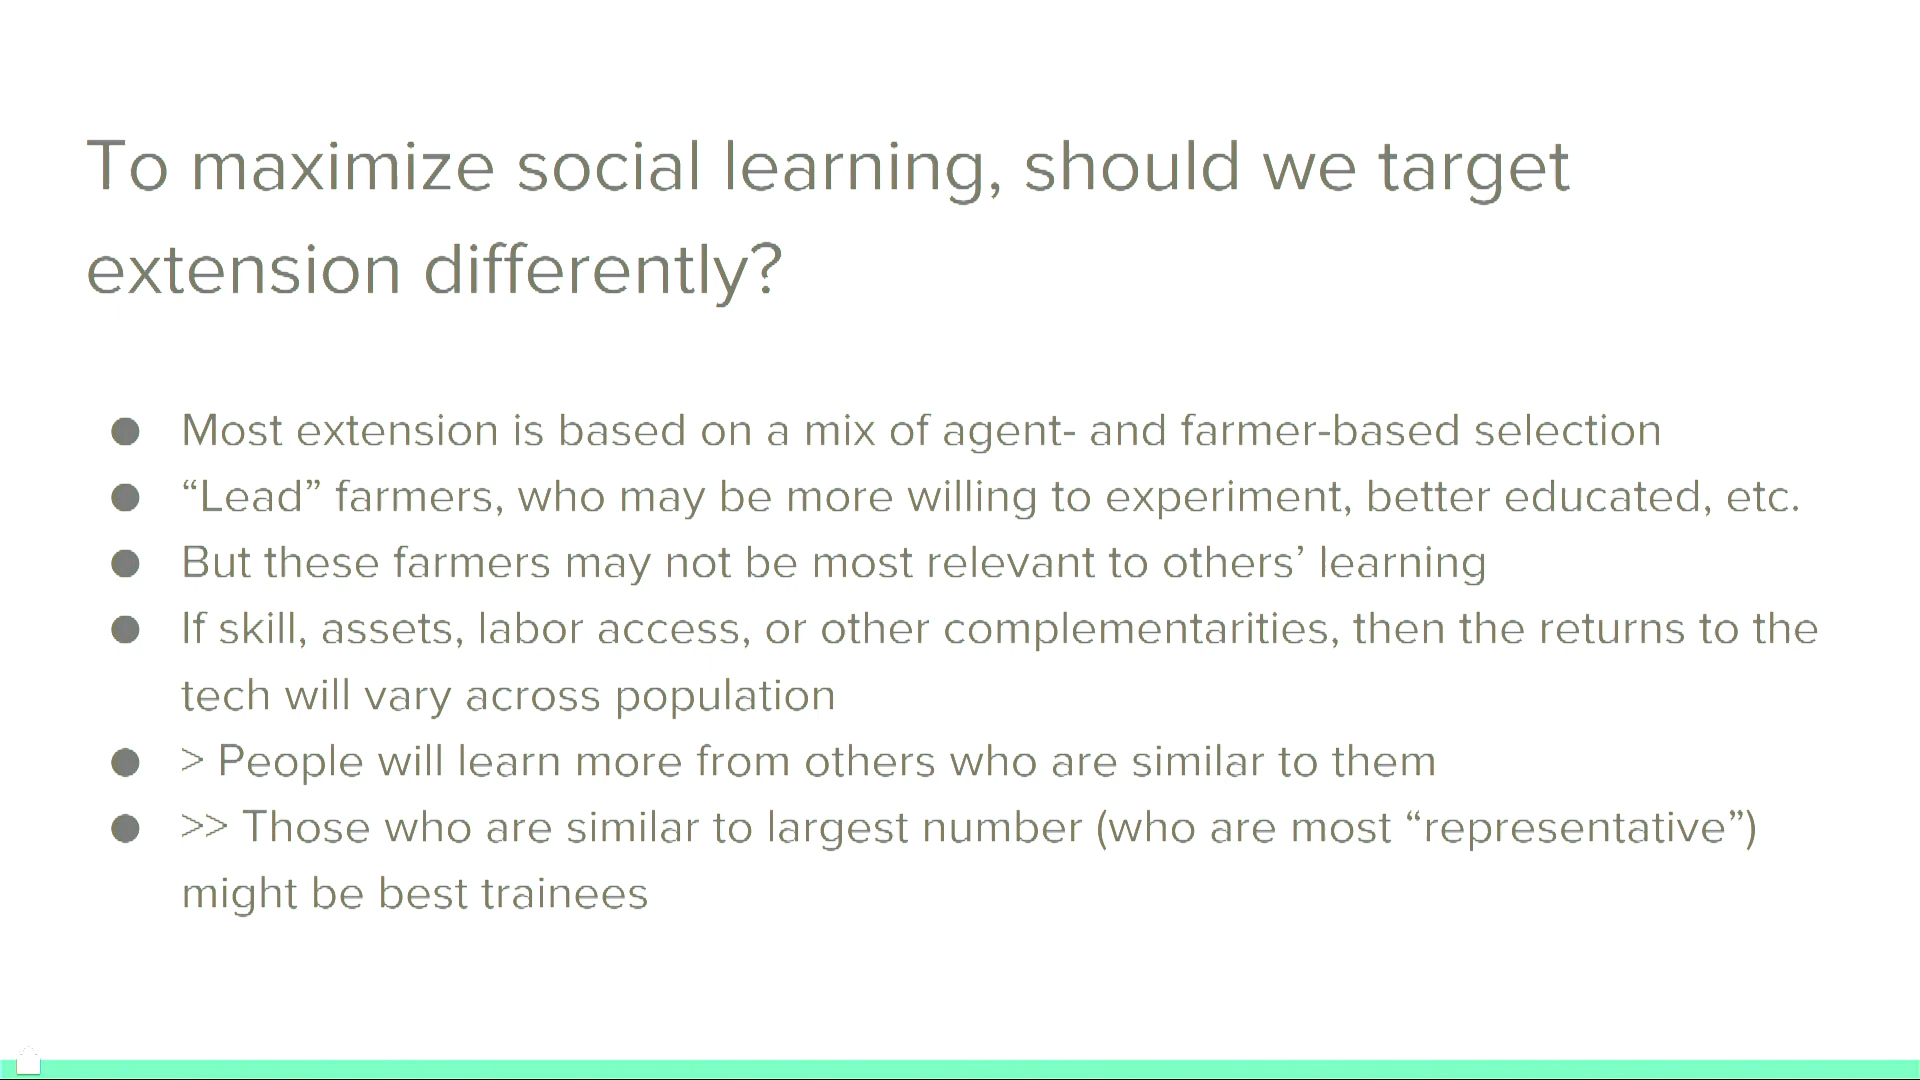 To maximize social learning, should we target
extension differently?
● Most extension is based on a mix of agent- and farmer-based selection
● “Lead” farmers, who may be more willing to experiment, better educated, etc.
● But these farmers may not be most relevant to others’ learning
● If skill, assets, labor access, or other complementarities, then the returns to the
tech will vary across population
● > People will learn more from others who are similar to them
● >> Those who are similar to largest number (who are most “representative”)
might be best trainees